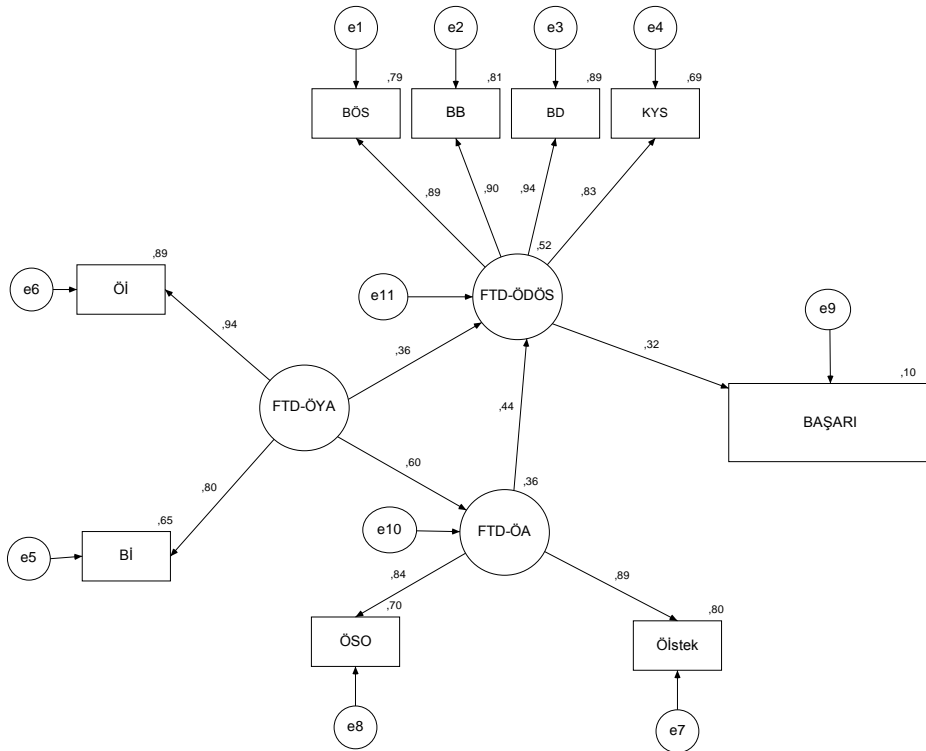 e1
e2
e3
e4
,79
,81
,89
,69
BÖS
BB
BD
KYS
,89
,90
,94
,83
,52
,89
e6
Öİ
e11
FTD-ÖDÖS
e9
,94
,36
,32
,10
FTD-ÖYA
,44
BAŞARI
,60
,80
,36
,65
e10
FTD-ÖA
e5
Bİ
,84
,89
,70
,80
ÖSO
Öİstek
e8
e7